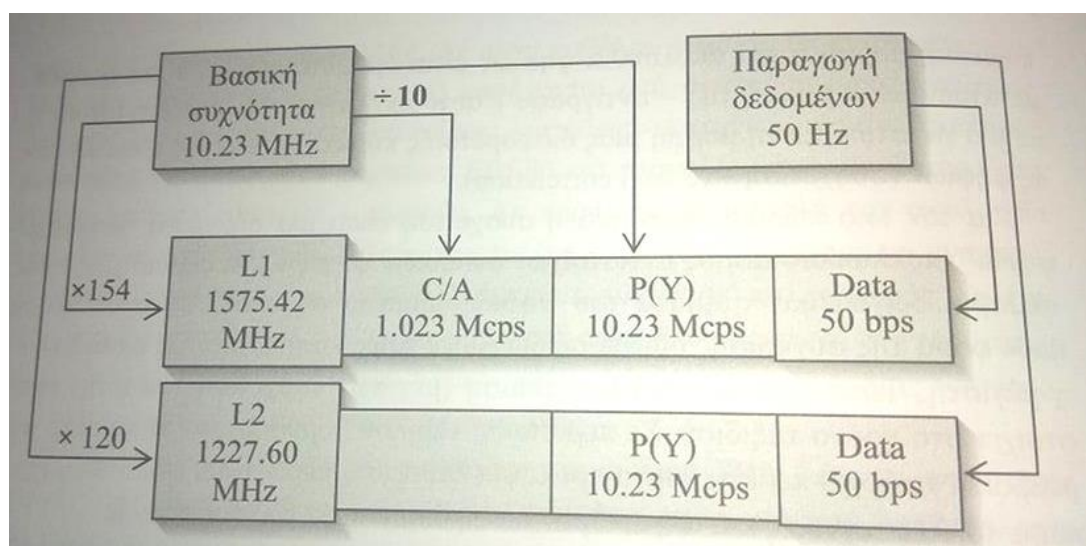 Βασική
συχνότητα
10.23 MHz
÷ 10
Παραγωγή
δεδομένων
50 Hz
×154
L1
1575.42
MHz
C/A
1.023 Mcps
P(Y)
10.23 Mcps
Data
50 bps
× 120
L2
1227.60
MHz
P(Y)
10.23 Mcps
Data
50 bps